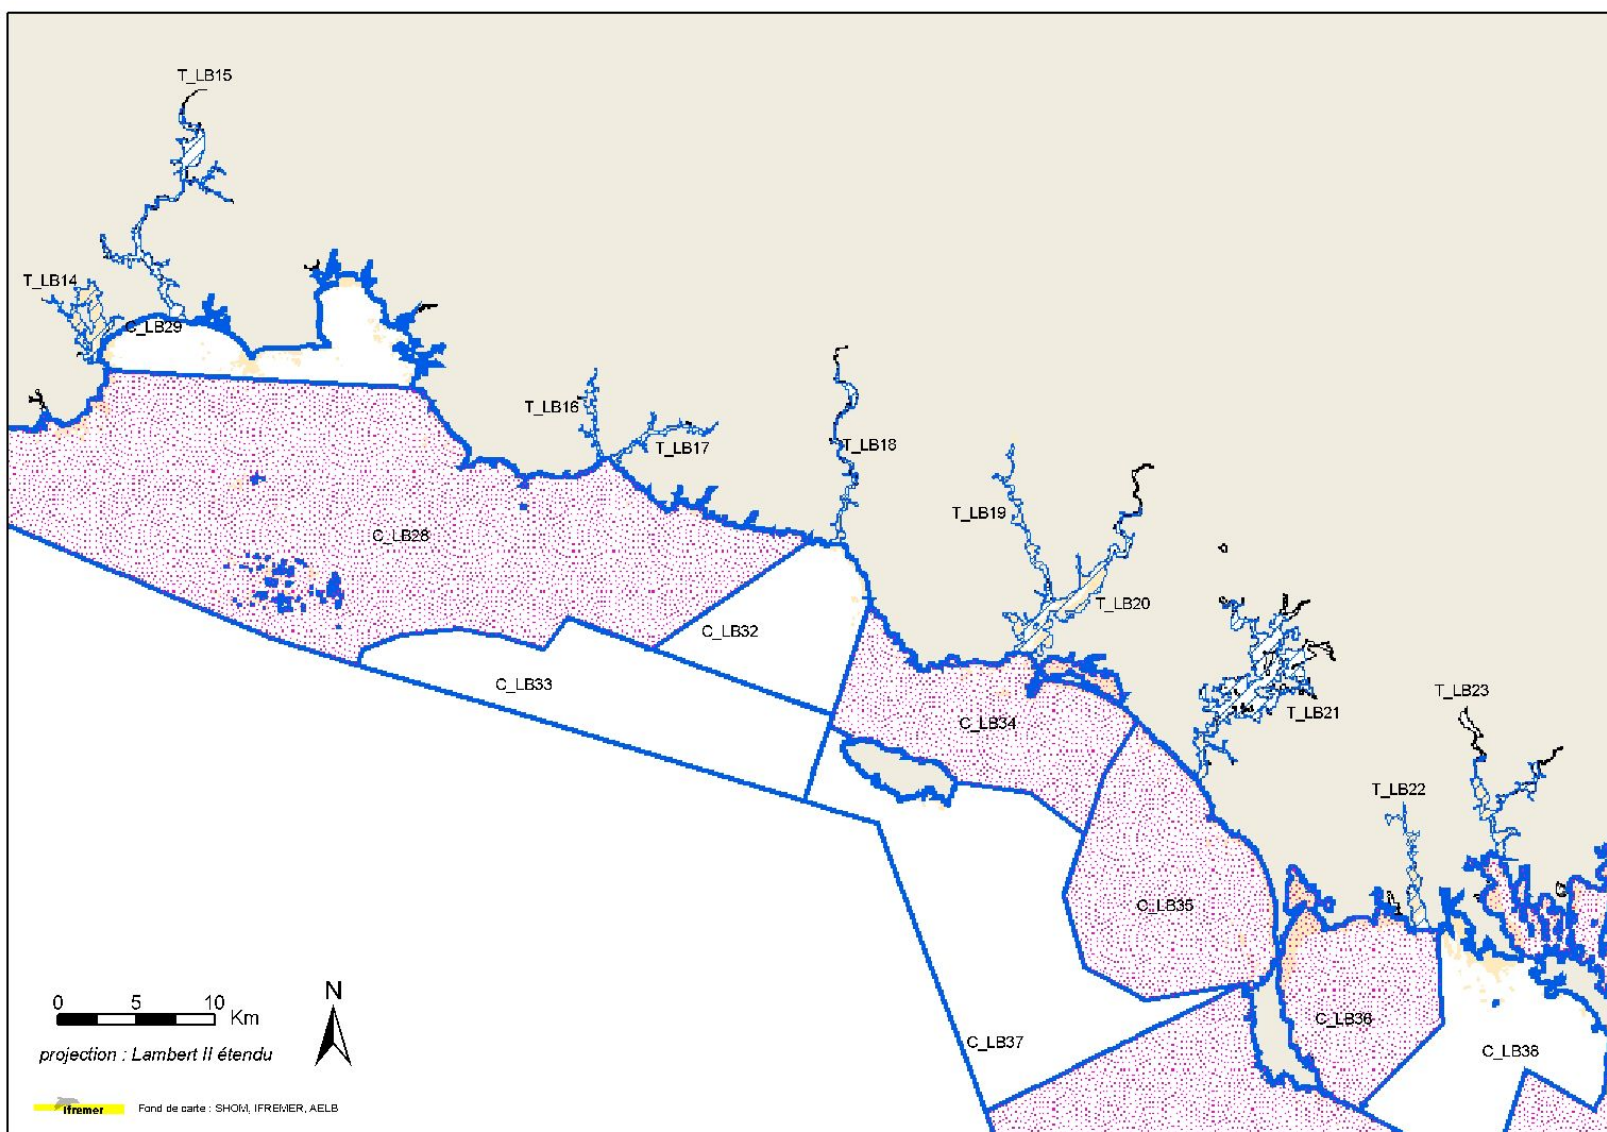 T_LB15
T_LB14
C_LB29
T_LB16
T_LB17
T_LB18
T_LB19
C_LB28
T_LB20
C_LB32
C_LB33
T_LB23
T_LB21
C_LB34
T_LB22
C_LB35
C_LB36
C_LB37
C_LB38
0 5 10 Km
N
projection : Lambert II étendu
Ifremer
Fond de carte : SHOM, IFREMER, AELB